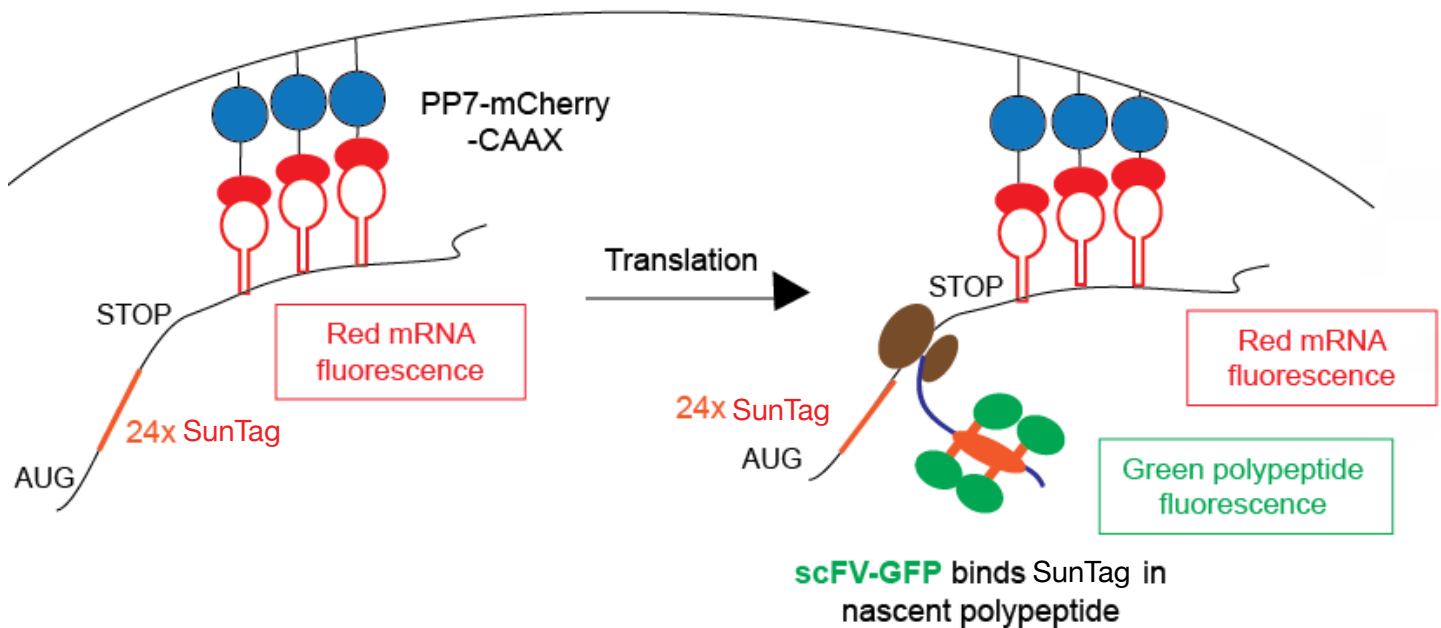 PP7-mCherry
-CAAX
STOP
Red mRNA
fluorescence
24x SunTag
AUG
Translation
STOP
Red mRNA
fluorescence
24x SunTag
AUG
Green polypeptide
fluorescence
scFV-GFP binds SunTag in
nascent polypeptide